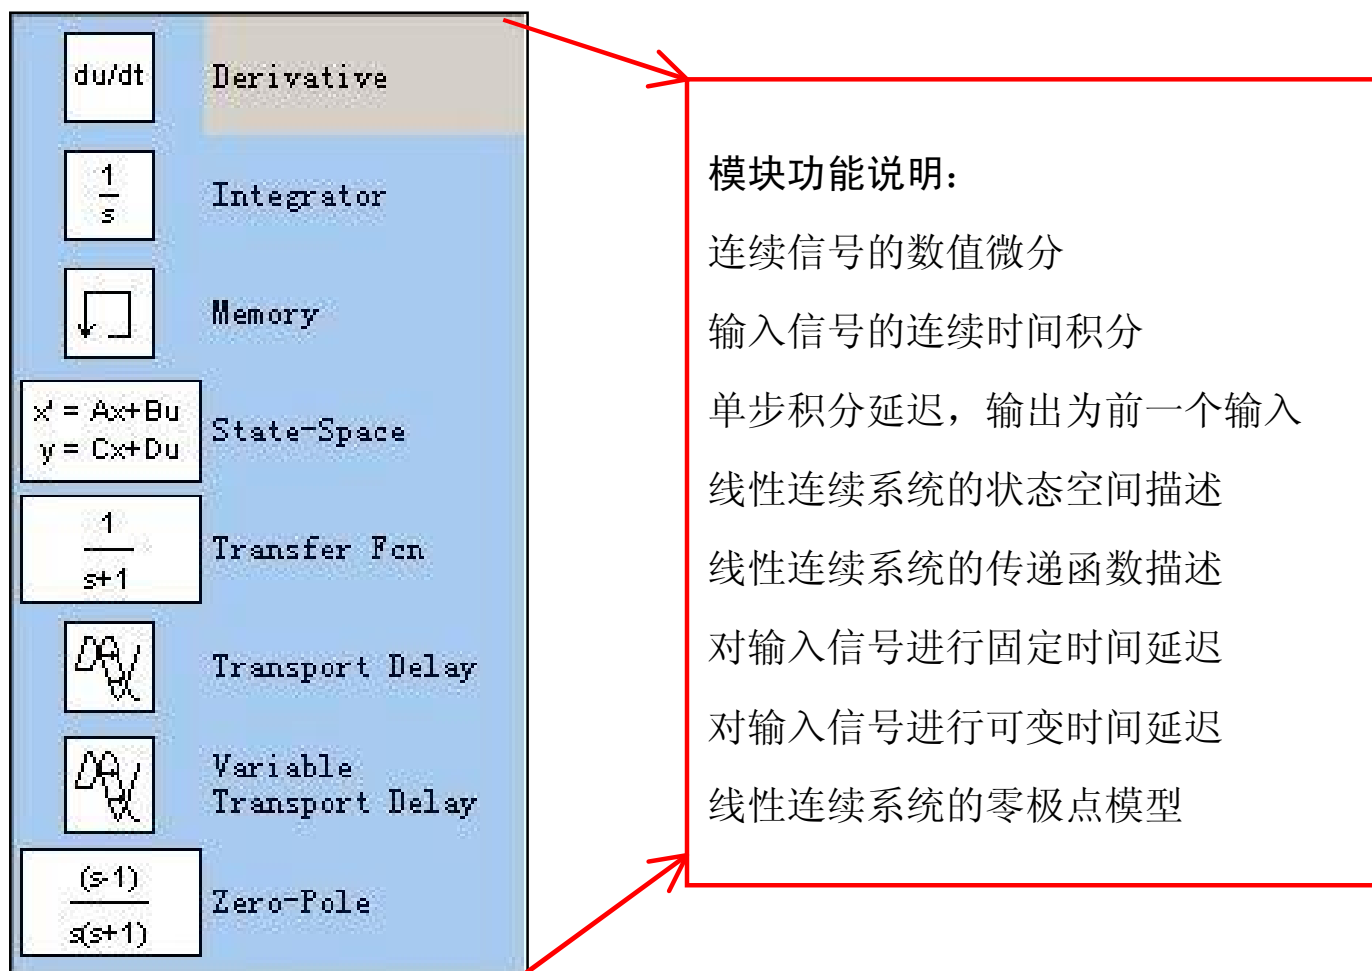 du/dt
Derivative
1
s
Integrator
Memory
x' = Ax+Bu
y = Cx+Du
State-Space
1
s+1
Transfer Fcn
Transport Delay
Variable
Transport Delay
(s-1)
s(s+1)
Zero-Pole
模块功能说明：
连续信号的数值微分
输入信号的连续时间积分
单步积分延迟，输出为前一个输入
线性连续系统的状态空间描述
线性连续系统的传递函数描述
对输入信号进行固定时间延迟
对输入信号进行可变时间延迟
线性连续系统的零极点模型